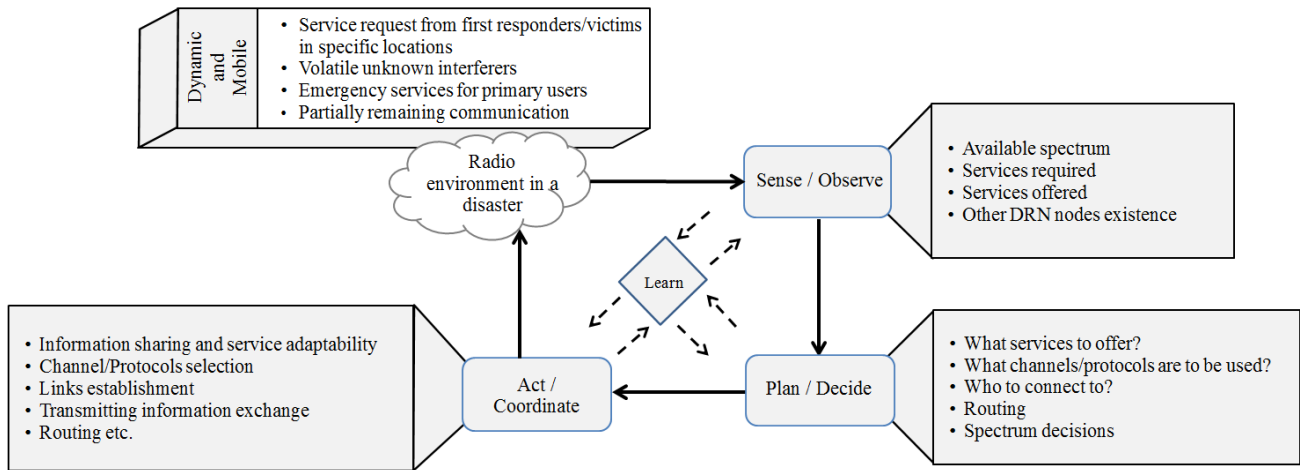 Dynamic
and
Mobile
• Service request from first responders/victims
in specific locations
• Volatile unknown interferers
• Emergency services for primary users
• Partially remaining communication
Radio
environment in a
disaster
Sense / Observe
• Available spectrum
• Services required
• Services offered
• Other DRN nodes existence
Learn
• Information sharing and service adaptability
• Channel/Protocols selection
• Links establishment
• Transmitting information exchange
• Routing etc.
Act /
Coordinate
Plan / Decide
• What services to offer?
• What channels/protocols are to be used?
• Who to connect to?
• Routing
• Spectrum decisions